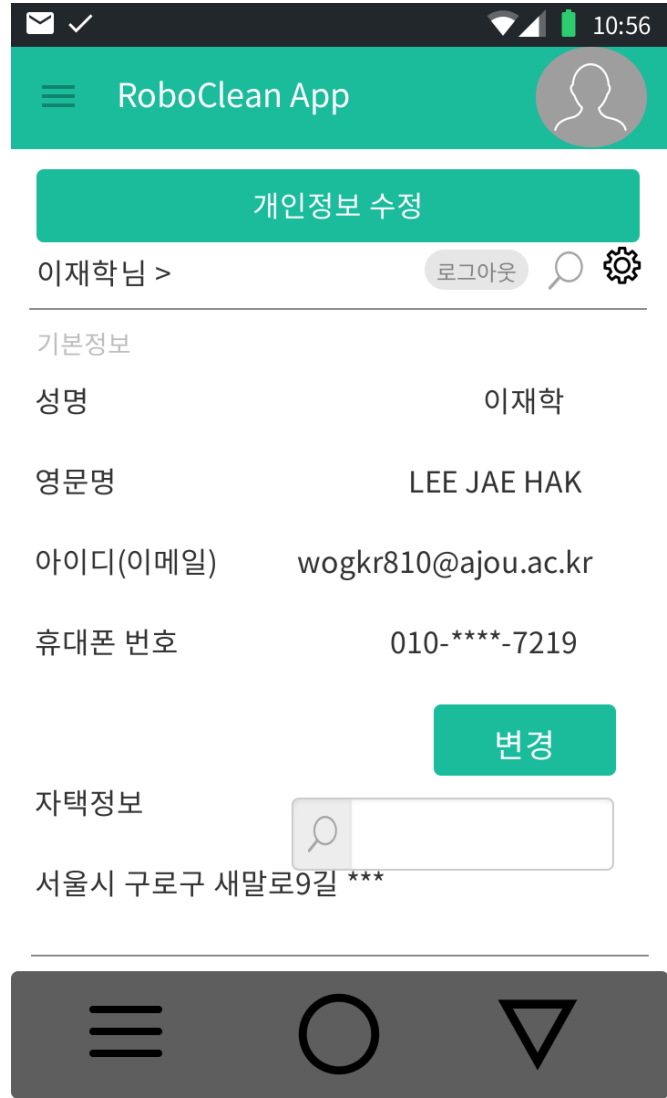 10:56
RoboClean App
개인정보 수정
이재학님 > 로그아웃
기본정보
성명 이재학
영문명 LEE JAE HAK
아이디(이메일) wogkr810@ajou.ac.kr
휴대폰 번호 010-****-7219
변경
자택정보
서울시 구로구 새말로9길 ***